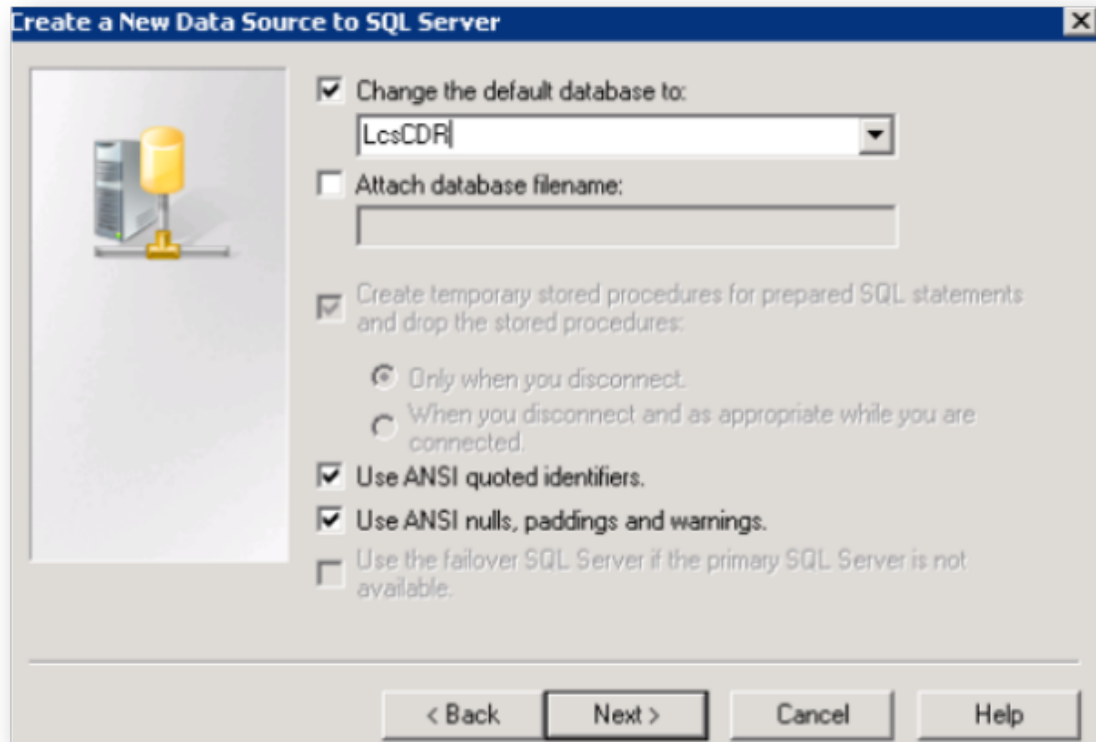 Create a New Data Source to SQL Server
Change the default database to:
LcsCDR
Attach database filename:
Create temporary stored procedures for prepared SQL statements
and drop the stored procedures:
Only when you disconnect.
When you disconnect and as appropriate while you are
connected.
Use ANSI quoted identifiers.
Use ANSI nulls, paddings and warnings.
Use the failover SQL Server if the primary SQL Server is not
available.
< Back Next > Cancel Help